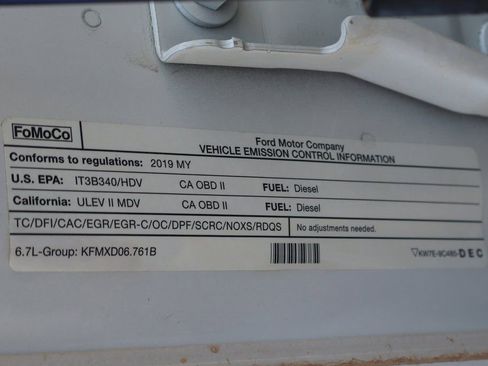 FoMoCo
Ford Motor Company
VEHICLE EMISSION CONTROL INFORMATION
Conforms to regulations: 2019 MY
U.S. EPA: IT3B340/HDV CA OBD II FUEL: Diesel
California: ULEV II MDV CA OBD II FUEL: Diesel
TC/DFI/CAC/EGR/EGR-C/OC/DPF/SCRC/NOXS/RDQS No adjustments needed.
6.7L-Group: KFMXD06.761B
KW7E-9C485-DEC